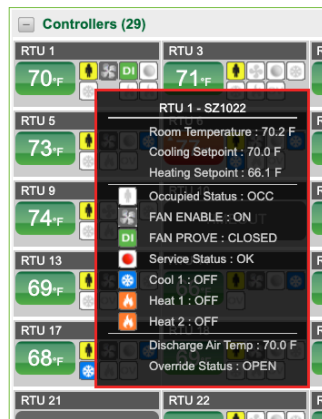 Controllers (29)
RTU 1
RTU 3
70°F
DI
71°F
RTU 1 - SZ1022
RTU 5
Room Temperature : 70.2 F
73°F
Cooling Setpoint : 70.0 F
Heating Setpoint : 66.1 F
RTU 9
Occupied Status : OCC
74°F
FAN ENABLE : ON
DI
FAN PROVE : CLOSED
RTU 13
Service Status : OK
69°F
Cool 1 : OFF
Heat 1 : OFF
RTU 17
Heat 2 : OFF
68°F
Discharge Air Temp : 70.0 F
Override Status : OPEN
RTU 21
RTU 22